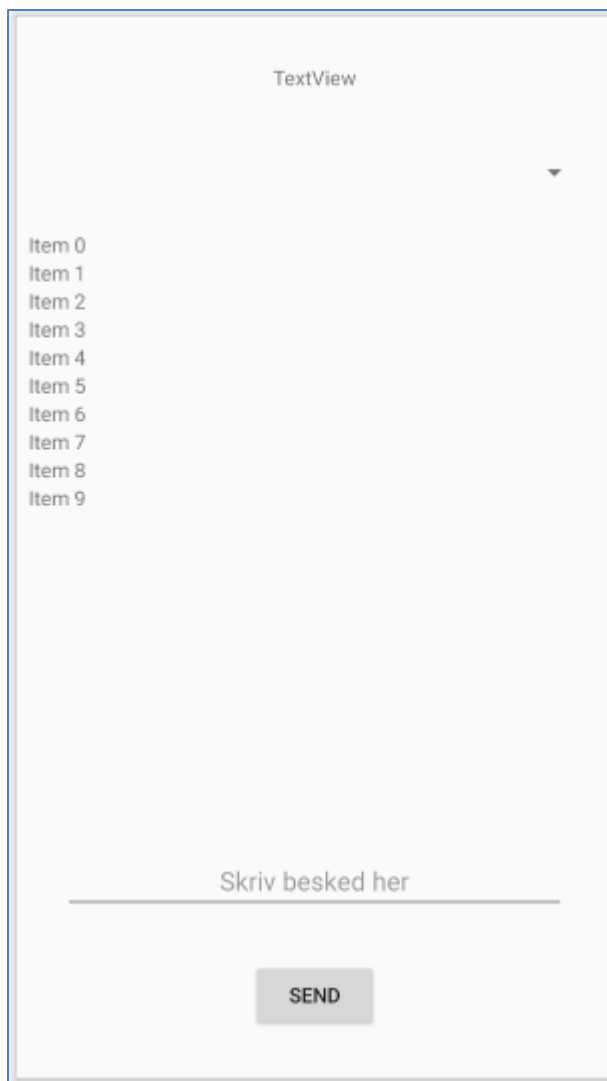 TextView
Item 0
Item 1
Item 2
Item 3
Item 4
Item 5
Item 6
Item 7
Item 8
Item 9
Skriv besked her
SEND